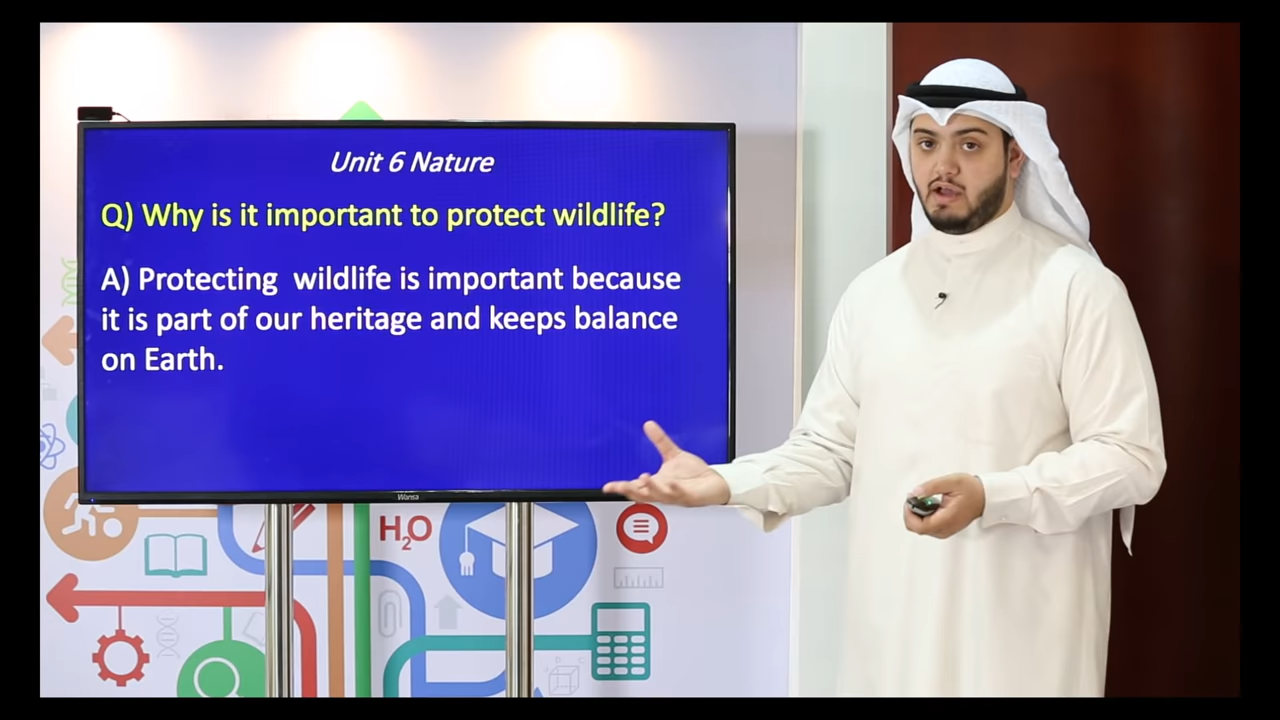 Unit 6 Nature
Q) Why is it important to protect wildlife?
A) Protecting wildlife is important because
it is part of our heritage and keeps balance
on Earth.
Wansa
H2O